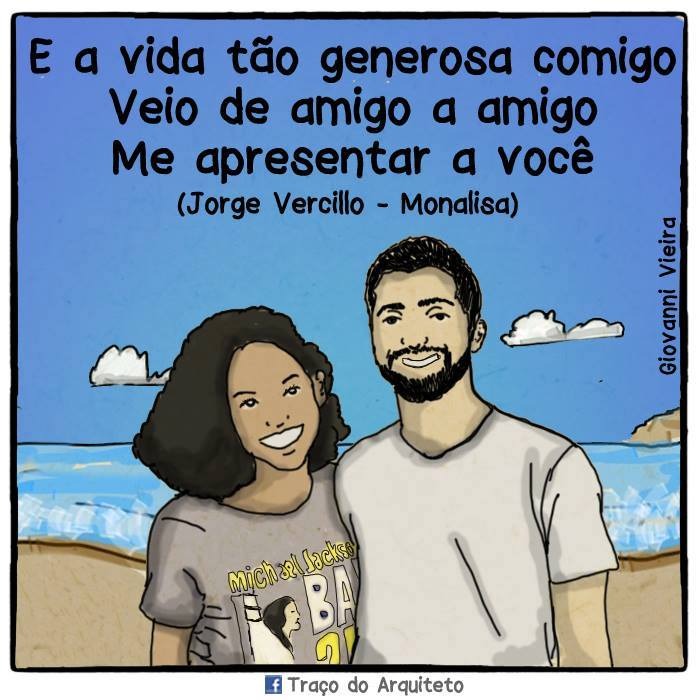 E a vida tão generosa comigo
Veio de amigo a amigo
Me apresentar a você
(Jorge Vercillo - Monalisa)
Giovanni Vieira
Michael Jackson
BA
Traço do Arquiteto